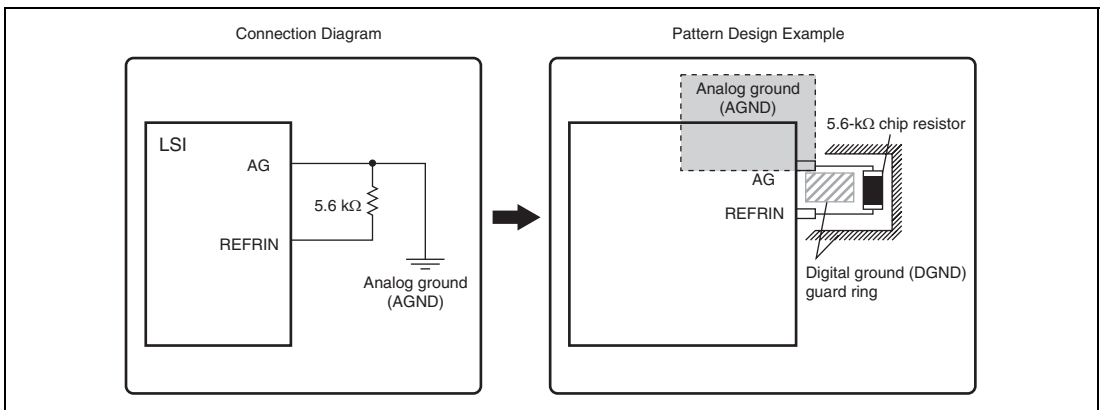 Connection Diagram
LSI
AG
5.6 kΩ
REFRIN
Analog ground
(AGND)
Pattern Design Example
Analog ground
(AGND)
5.6-kΩ chip resistor
AG
REFRIN
Digital ground (DGND)
guard ring